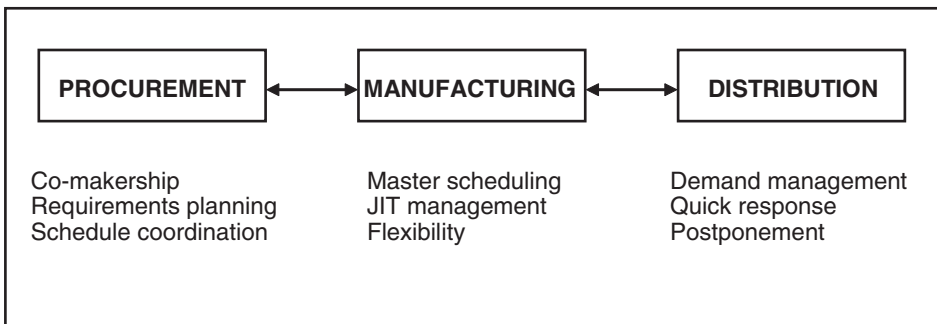 PROCUREMENT
MANUFACTURING
DISTRIBUTION
Co-makership
Requirements planning
Schedule coordination
Master scheduling
JIT management
Flexibility
Demand management
Quick response
Postponement